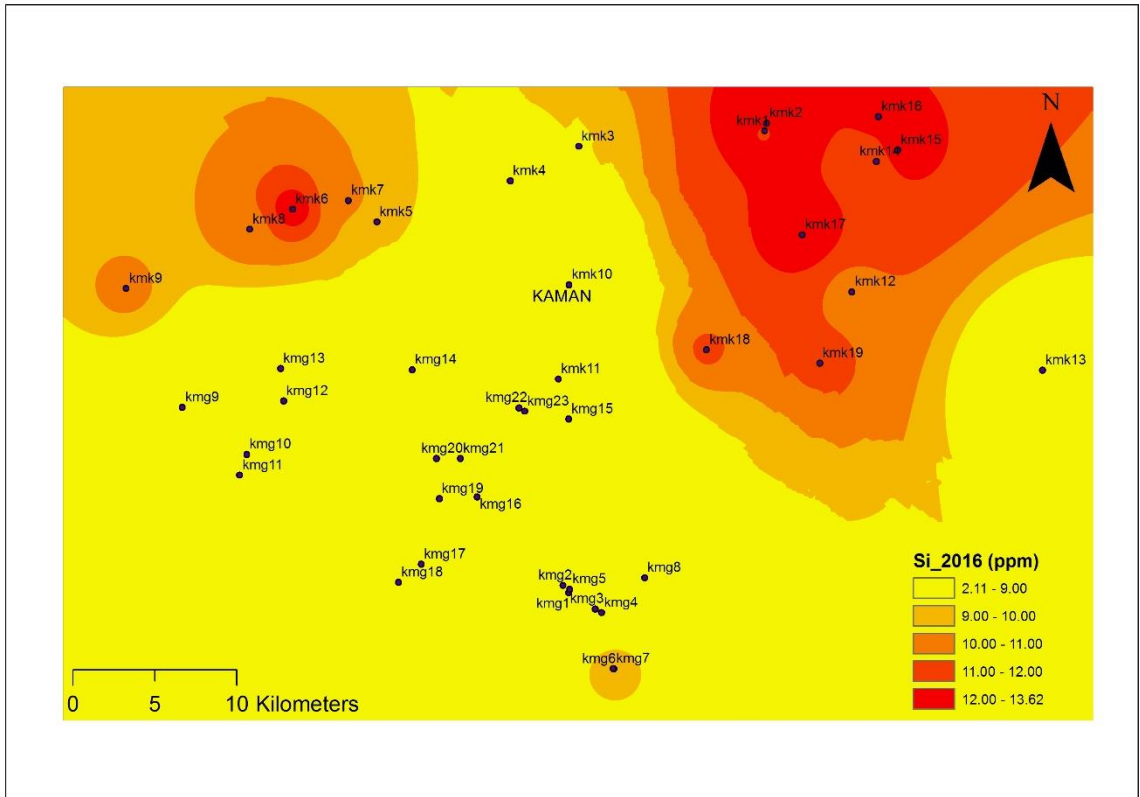 N
kmk16
kmk2
kmk1
kmk3
kmk15
kmk14
kmk4
kmk7
kmk6
kmk5
kmk8
kmk17
kmk9
kmk10
KAMAN
kmk12
kmk18
kmk19
kmk13
kmg13
kmg14
kmk11
kmg12
kmg9
kmg22
kmg23
kmg15
kmg10
kmg20
kmg21
kmg11
kmg19
kmg16
kmg17
kmg18
kmg8
kmg2
kmg5
kmg1
kmg3
kmg4
kmg6kmg7
Si_2016 (ppm)
2.11 - 9.00
9.00 - 10.00
10.00 - 11.00
11.00 - 12.00
12.00 - 13.62
0 5 10 Kilometers